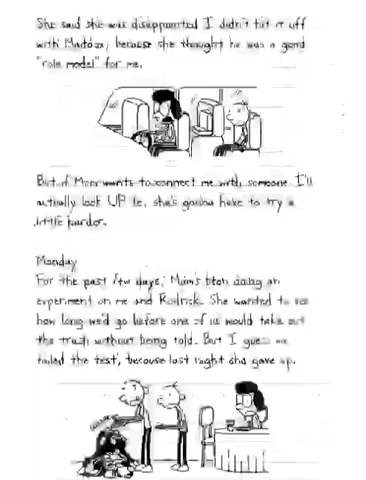 She said she was disappointed I didn't hit it off
with because she thought he was a good
"role model" for me.
But if Mom wants to connect me with someone I'll
actually look UP to, she's gonna have to try a
little harder.
Monday
For the past few days, Mom's been doing an
experiment on me and Rodrick. She wanted to see
how long we'd go before one of us would take out
the trash without being told. But I guess we
failed the test, because last night she gave up.